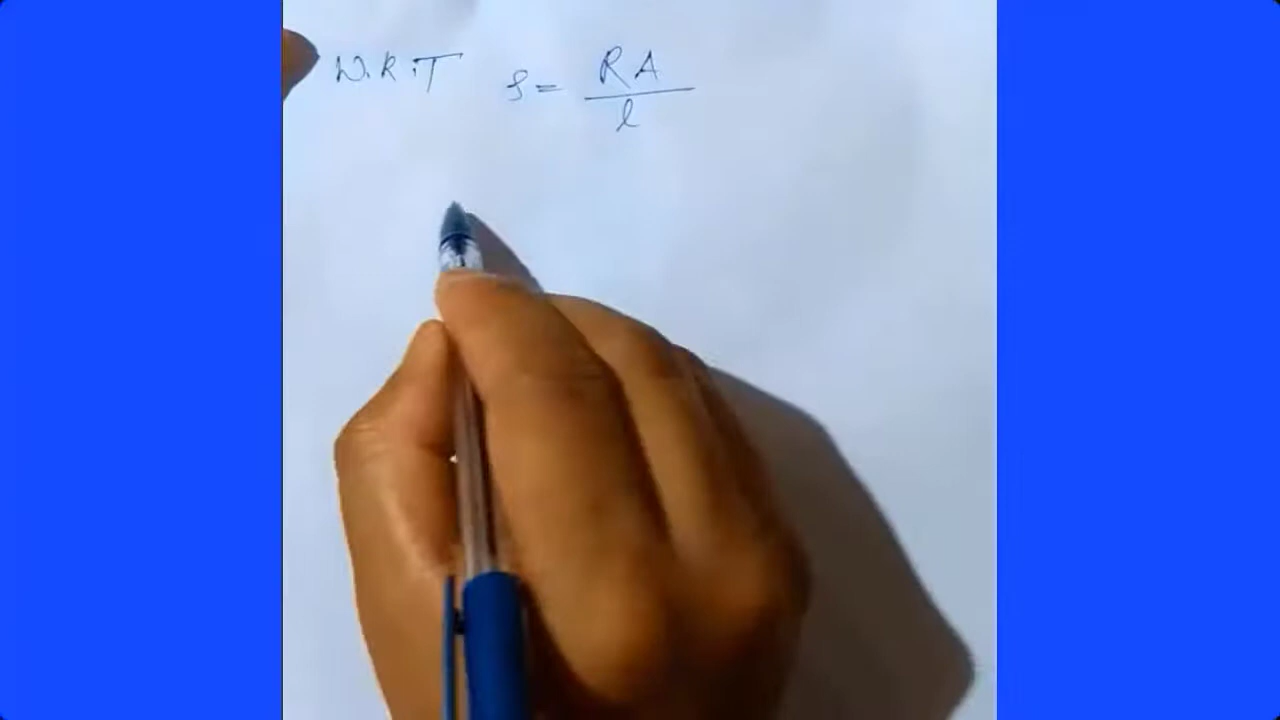 W.K.T ρ = RA / l